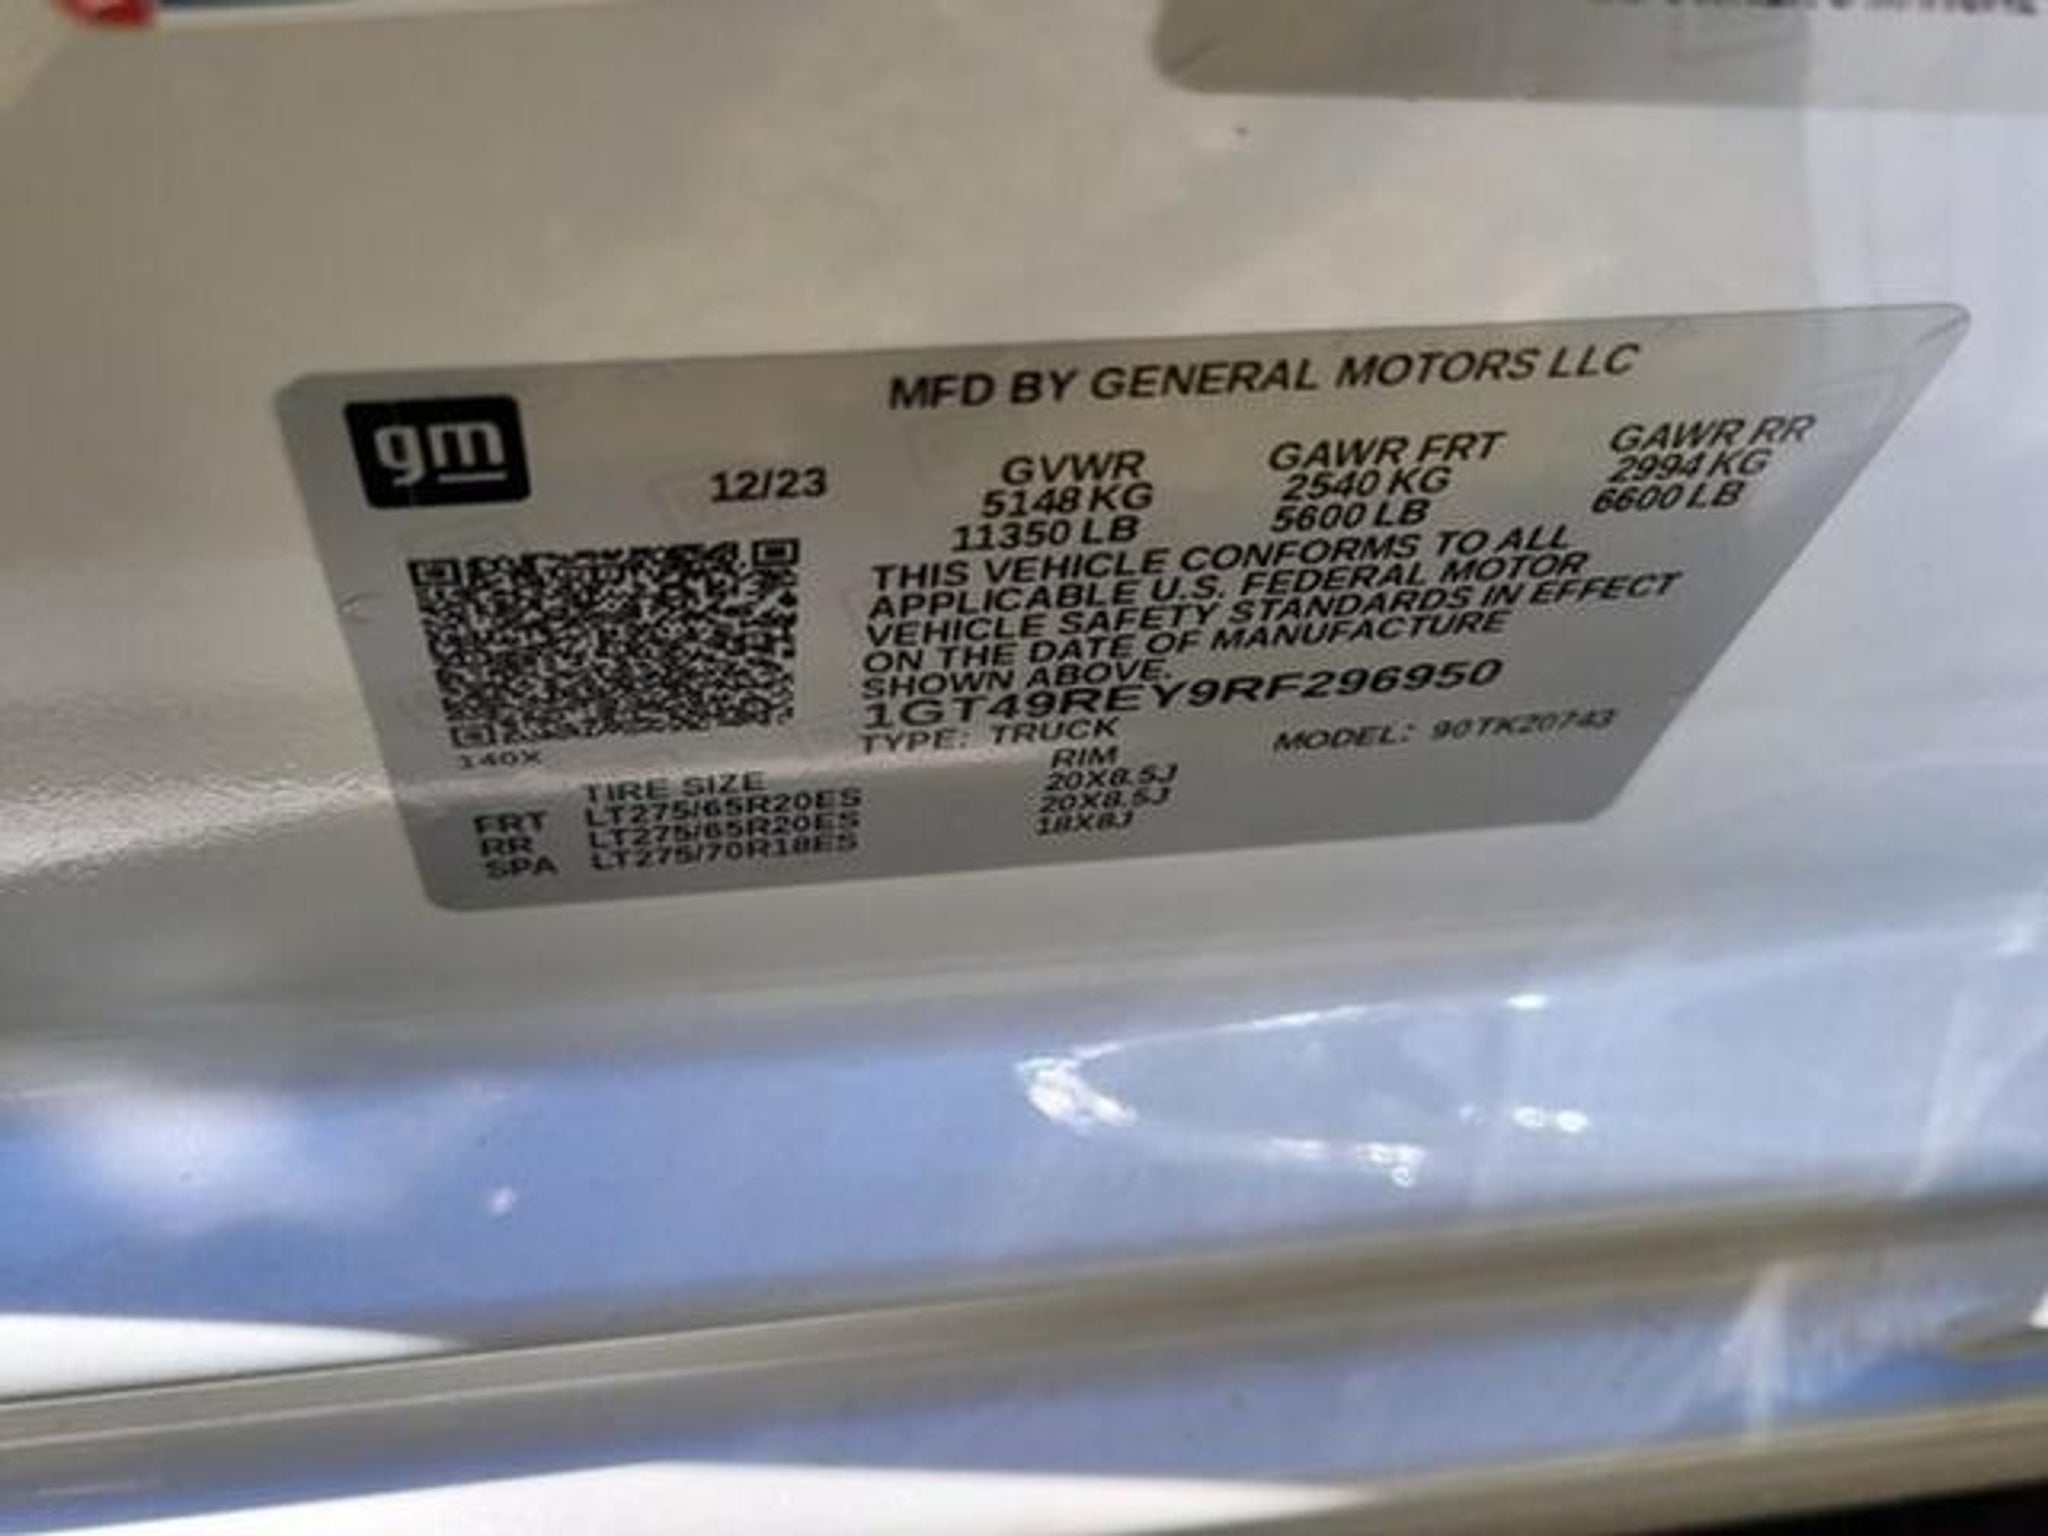 gm
MFD BY GENERAL MOTORS LLC
12/23 GVWR GAWR FRT GAWR RR
5148 KG 2540 KG 2994 KG
11350 LB 5600 LB 6600 LB
THIS VEHICLE CONFORMS TO ALL
APPLICABLE U.S. FEDERAL MOTOR
VEHICLE SAFETY STANDARDS IN EFFECT
ON THE DATE OF MANUFACTURE
SHOWN ABOVE.
1GT49REY9RF296950
TYPE: TRUCK MODEL: 90TK20743
140X
TIRE SIZE RIM
FRT LT275/65R20ES 20X8.5J
RR LT275/65R20ES 20X8.5J
SPA LT275/70R18ES 18X8J